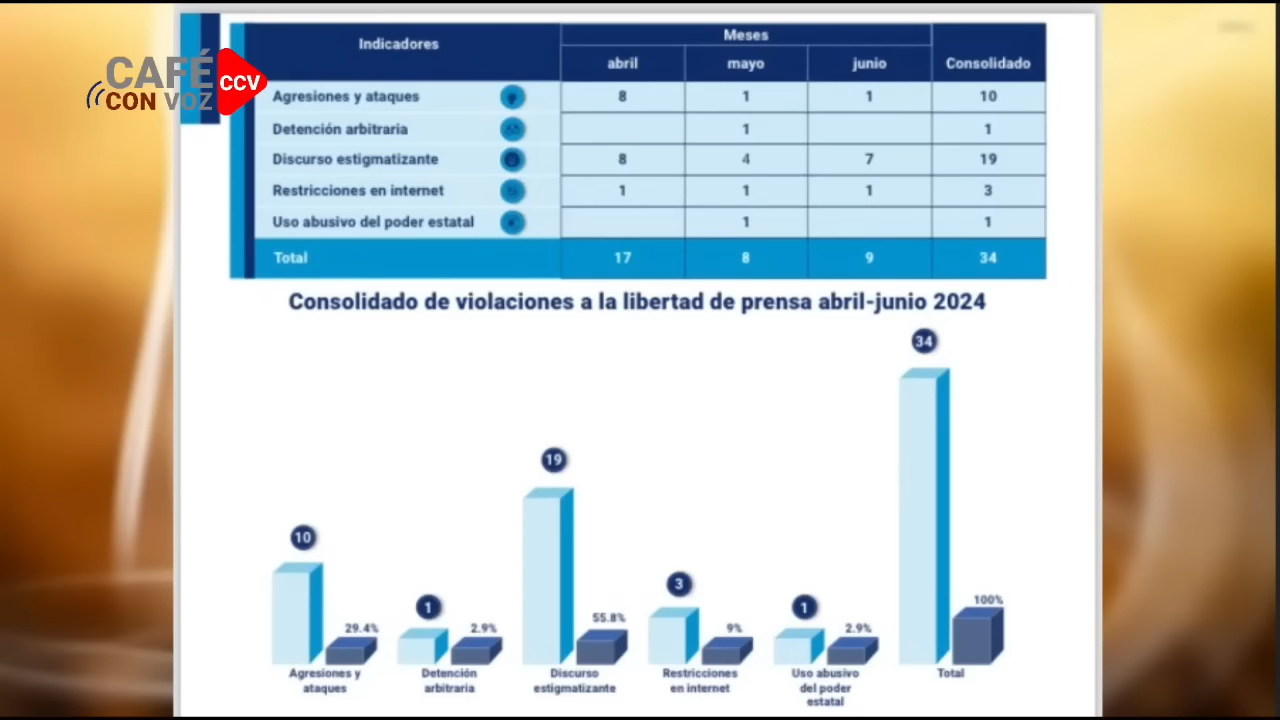 CAFÉ
CON VOZ
CCV
Indicadores Meses
abril mayo junio Consolidado
Agresiones y ataques 8 1 1 10
Detención arbitraria 1 1
Discurso estigmatizante 8 4 7 19
Restricciones en internet 1 1 1 3
Uso abusivo del poder estatal 1 1
Total 17 8 9 34
Consolidado de violaciones a la libertad de prensa abril-junio 2024
34
19
10
3
1
1
100%
55.8%
29.4%
2.9%
9%
2.9%
Agresiones y
ataques
Detención
arbitraria
Discurso
estigmatizante
Restricciones
en internet
Uso abusivo
del poder
estatal
Total